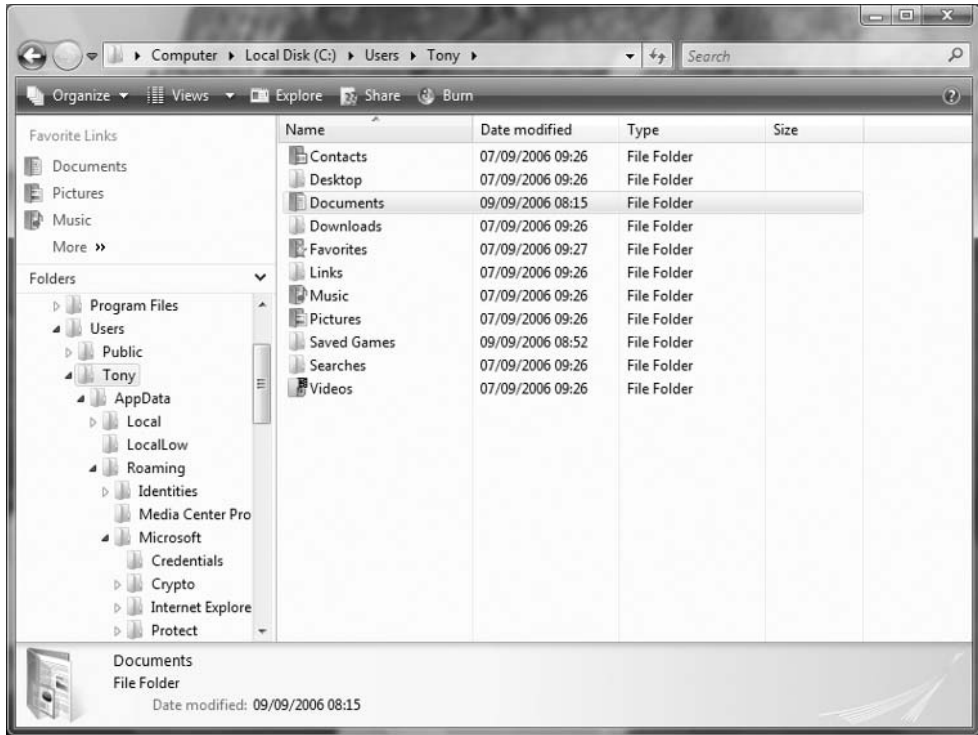 Computer Local Disk (C:) Users Tony
Search
Organize Views Explore Share Burn
Favorite Links
Documents
Pictures
Music
More »
Folders
Program Files
Users
Public
Tony
AppData
Local
LocalLow
Roaming
Identities
Media Center Pro
Microsoft
Credentials
Crypto
Internet Explore
Protect
Name Date modified Type Size
Contacts 07/09/2006 09:26 File Folder
Desktop 07/09/2006 09:26 File Folder
Documents 09/09/2006 08:15 File Folder
Downloads 07/09/2006 09:26 File Folder
Favorites 07/09/2006 09:27 File Folder
Links 07/09/2006 09:26 File Folder
Music 07/09/2006 09:26 File Folder
Pictures 07/09/2006 09:26 File Folder
Saved Games 09/09/2006 08:52 File Folder
Searches 07/09/2006 09:26 File Folder
Videos 07/09/2006 09:26 File Folder
Documents
File Folder
Date modified: 09/09/2006 08:15